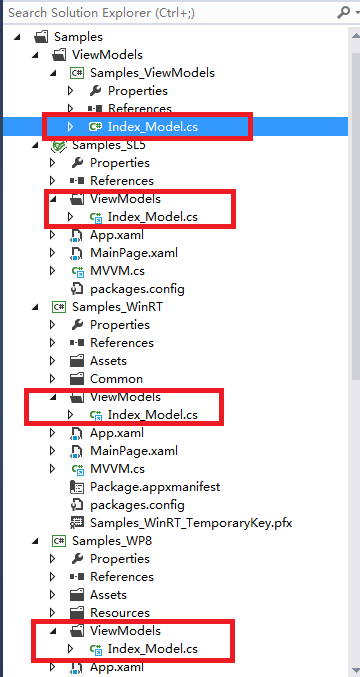 Search Solution Explorer (Ctrl+;)
Samples
ViewModels
Samples_ViewModels
Properties
References
Index_Model.cs
Samples_SL5
Properties
References
ViewModels
Index_Model.cs
App.xaml
MainPage.xaml
MVVM.cs
packages.config
Samples_WinRT
Properties
References
Assets
Common
ViewModels
Index_Model.cs
App.xaml
MainPage.xaml
MVVM.cs
Package.appxmanifest
packages.config
Samples_WinRT_TemporaryKey.pfx
Samples_WP8
Properties
References
Assets
Resources
ViewModels
Index_Model.cs
App.xaml